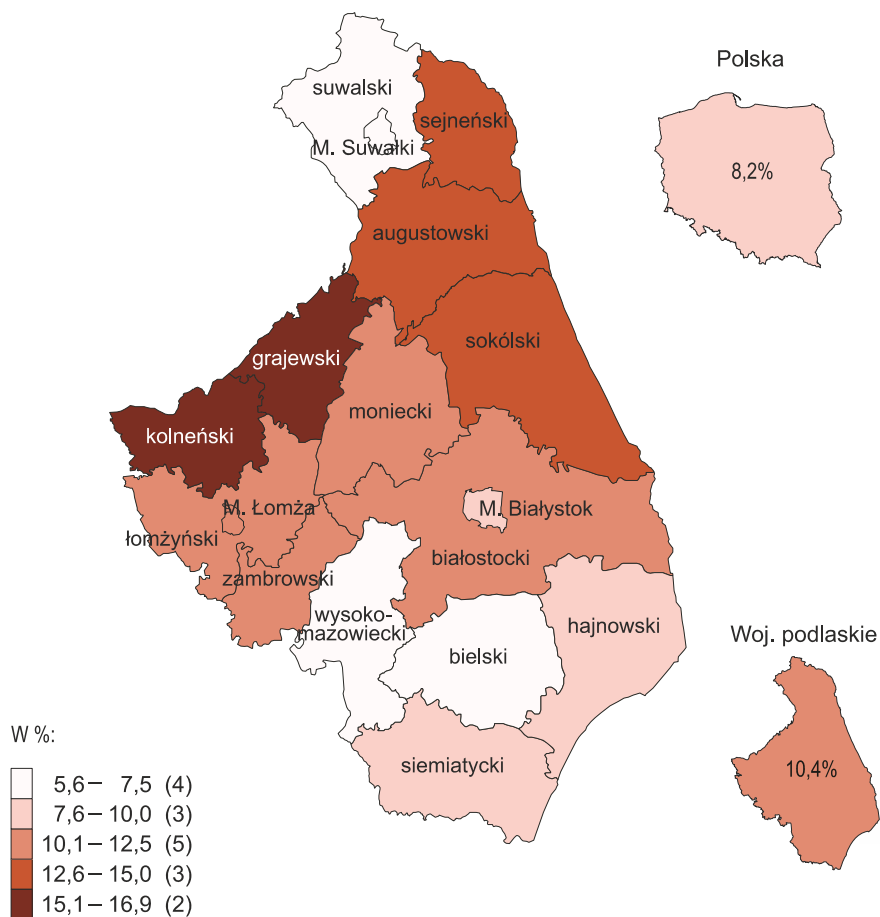 Polska
suwalski
sejneński
M. Suwałki
8,2%
augustowski
sokólski
grajewski
moniecki
kolneński
M. Łomża
M. Białystok
łomżyński
białostocki
zambrowski
wysoko-
mazowiecki
hajnowski
Woj. podlaskie
bielski
W %:
siemiatycki
10,4%
5,6 – 7,5 (4)
7,6 – 10,0 (3)
10,1 – 12,5 (5)
12,6 – 15,0 (3)
15,1 – 16,9 (2)